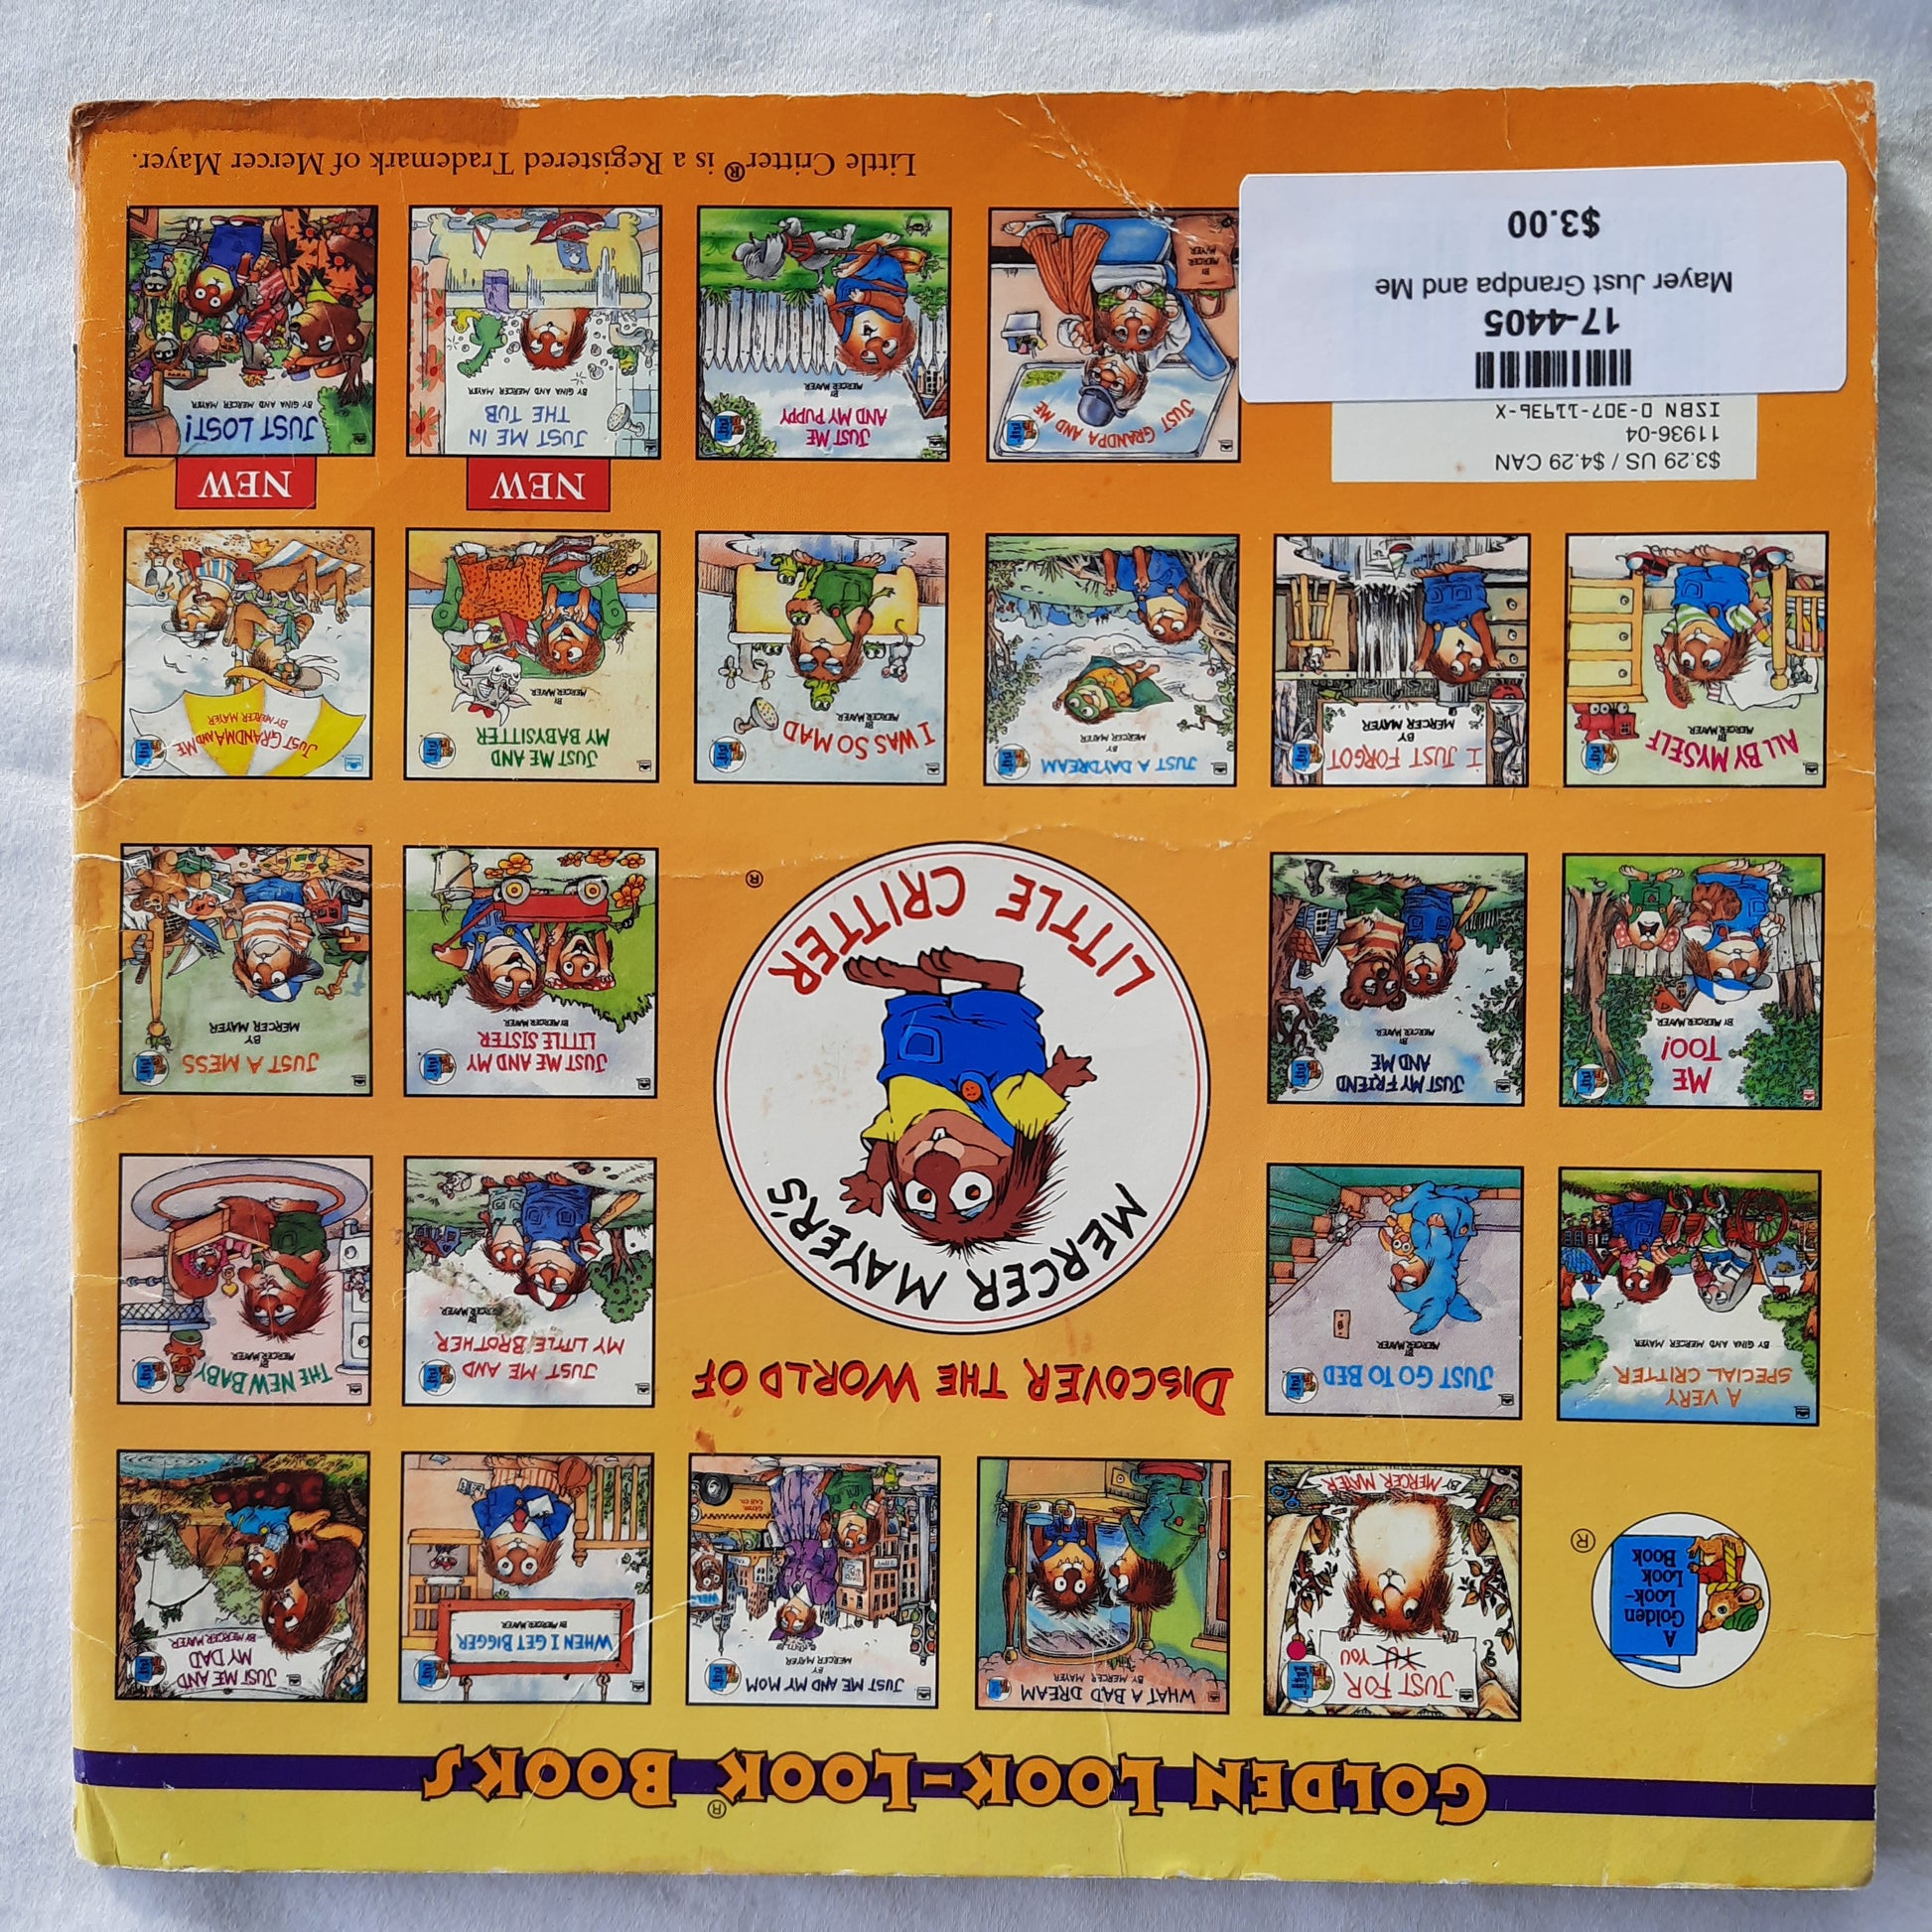 GOLDEN LOOK-LOOK® BOOKS
A
Golden
Look-
Look
Book
®
JUST FOR
YU YOU
BY MERCER MAYER
WHAT A BAD DREAM
BY MERCER MAYER
JUST ME AND MY MOM
BY
MERCER MAYER
WHEN I GET BIGGER
BY MERCER MAYER
JUST ME AND
MY DAD
BY MERCER MAYER
A VERY
SPECIAL CRITTER
BY GINA AND MERCER MAYER
JUST GO TO BED
BY
MERCER MAYER
DISCOVER THE WORLD OF
MERCER MAYER'S
LITTLE CRITTER
®
JUST ME AND
MY LITTLE BROTHER
BY
MERCER MAYER
THE NEW BABY
BY
MERCER MAYER
ME
TOO!
BY MERCER MAYER
JUST MY FRIEND
AND ME
BY
MERCER MAYER
JUST ME AND MY
LITTLE SISTER
BY MERCER MAYER
JUST A MESS
BY
MERCER MAYER
ALL BY MYSELF
BY
MERCER MAYER
I JUST FORGOT
BY
MERCER MAYER
JUST A DAYDREAM
BY
MERCER MAYER
I WAS SO MAD
BY
MERCER MAYER
JUST ME AND
MY BABYSITTER
BY
MERCER MAYER
JUST GRANDMA AND ME
BY MERCER MAYER
$3.29 US / $4.29 CAN
11936-04
ISBN 0-307-11936-X
17-4405
Mayer Just Grandpa and Me
$3.00
JUST GRANDPA AND ME
BY
MERCER
MAYER
JUST ME
AND MY PUPPY
BY
MERCER MAYER
NEW
JUST ME IN
THE TUB
BY GINA AND MERCER MAYER
NEW
JUST LOST!
BY GINA AND MERCER MAYER
Little Critter® is a Registered Trademark of Mercer Mayer.